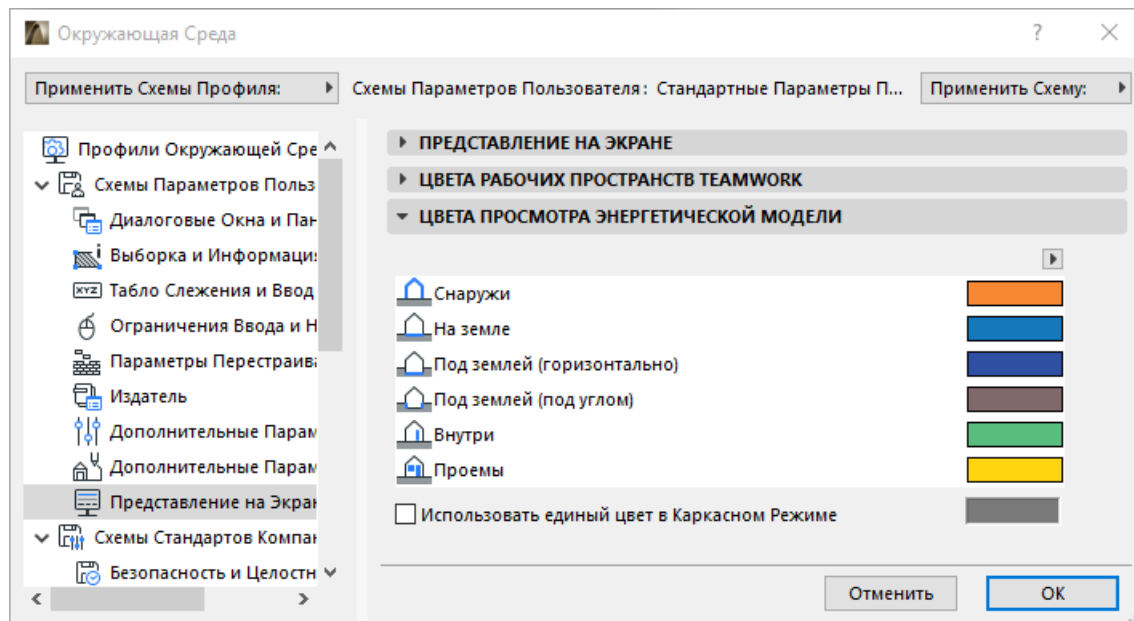 Окружающая Среда
Применить Схемы Профиля:
Схемы Параметров Пользователя: Стандартные Параметры П...
Применить Схему:
Профили Окружающей Сре
Схемы Параметров Польз
Диалоговые Окна и Пан
Выборка и Информаци
Табло Слежения и Ввод
Ограничения Ввода и Н
Параметры Перестраив
Издатель
Дополнительные Парам
Дополнительные Парам
Представление на Экран
Схемы Стандартов Компан
Безопасность и Целостн
ПРЕДСТАВЛЕНИЕ НА ЭКРАНЕ
ЦВЕТА РАБОЧИХ ПРОСТРАНСТВ TEAMWORK
ЦВЕТА ПРОСМОТРА ЭНЕРГЕТИЧЕСКОЙ МОДЕЛИ
Снаружи
На земле
Под землей (горизонтально)
Под землей (под углом)
Внутри
Проемы
Использовать единый цвет в Каркасном Режиме
Отменить
OK